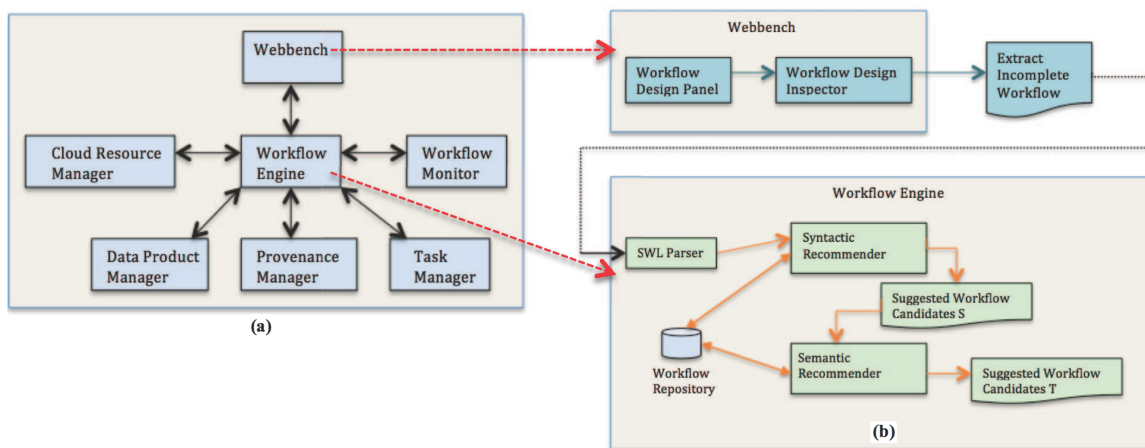 Webbench
Cloud Resource
Manager
Workflow
Engine
Workflow
Monitor
Data Product
Manager
Provenance
Manager
Task
Manager
(a)
Webbench
Workflow
Design Panel
Workflow Design
Inspector
Extract
Incomplete
Workflow
Workflow Engine
SWL Parser
Syntactic
Recommender
Suggested Workflow
Candidates S
Workflow
Repository
Semantic
Recommender
Suggested Workflow
Candidates T
(b)